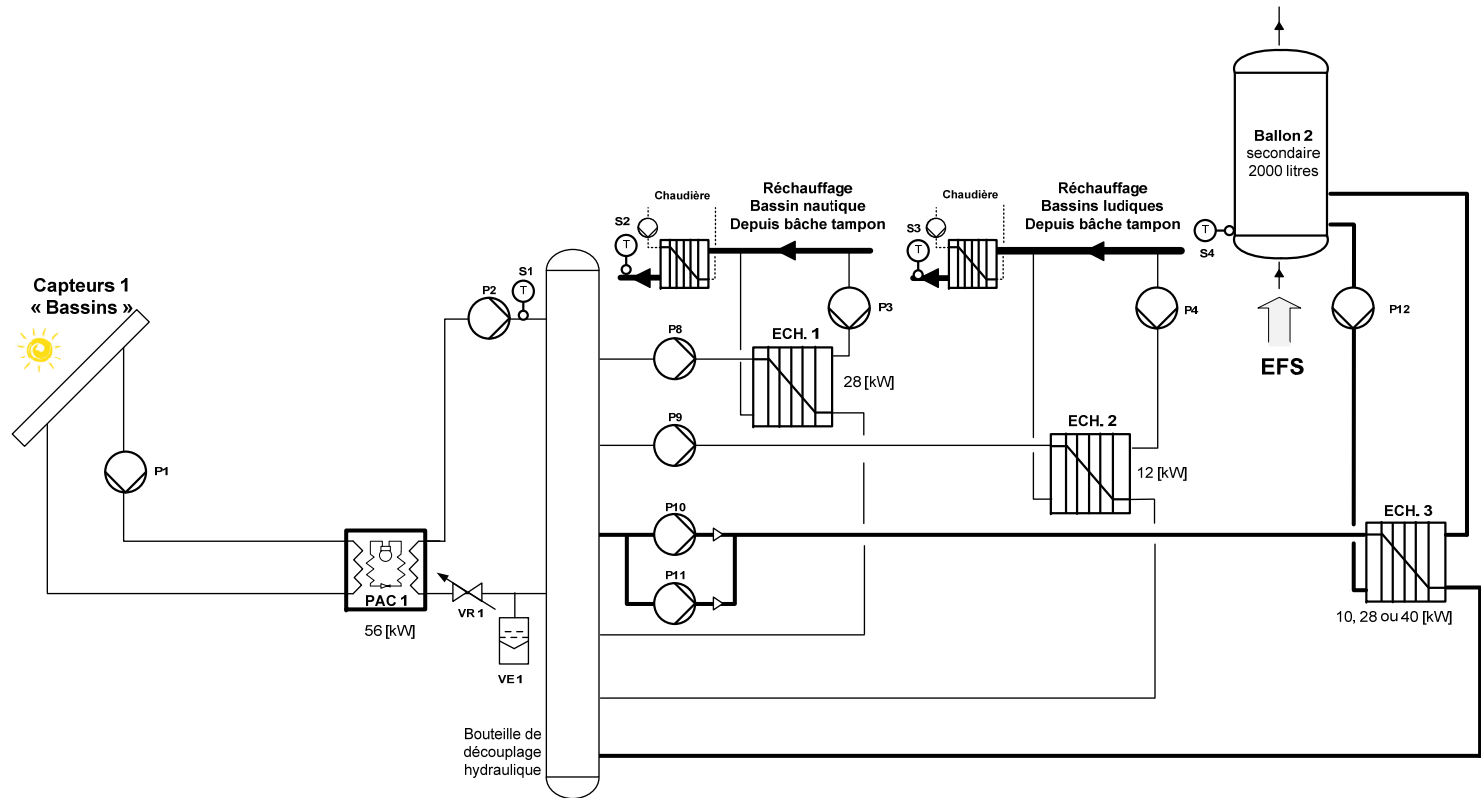 Ballon 2
secondaire
2000 litres
Chaudière
Réchauffage
Bassin nautique
Depuis bâche tampon
Chaudière
Réchauffage
Bassins ludiques
Depuis bâche tampon
S2
T
S3
T
S4
T
Capteurs 1
« Bassins »
P2
S1
T
P3
P4
P12
P8
ECH. 1
28 [kW]
EFS
P9
ECH. 2
12 [kW]
P1
P10
ECH. 3
PAC 1
56 [kW]
VR 1
P11
10, 28 ou 40 [kW]
VE 1
Bouteille de
découplage
hydraulique